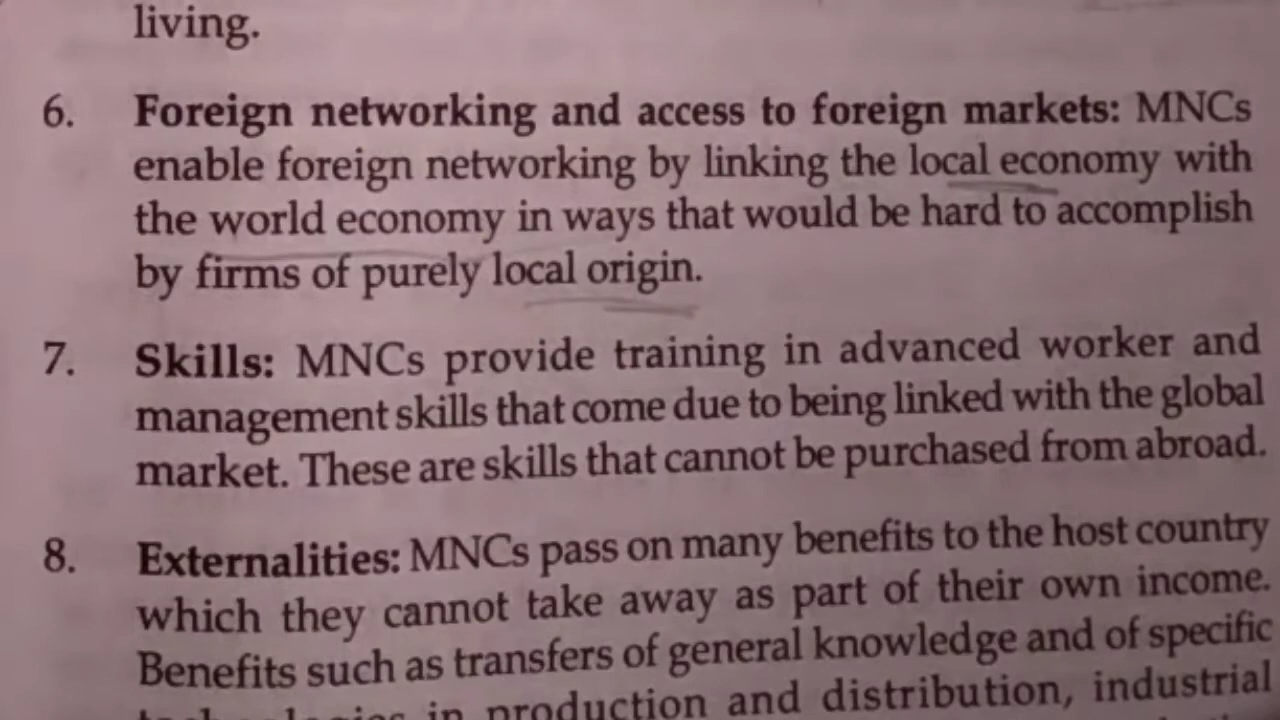 living.
6. Foreign networking and access to foreign markets: MNCs
enable foreign networking by linking the local economy with
the world economy in ways that would be hard to accomplish
by firms of purely local origin.
7. Skills: MNCs provide training in advanced worker and
management skills that come due to being linked with the global
market. These are skills that cannot be purchased from abroad.
8. Externalities: MNCs pass on many benefits to the host country
which they cannot take away as part of their own income.
Benefits such as transfers of general knowledge and of specific
in production and distribution, industrial